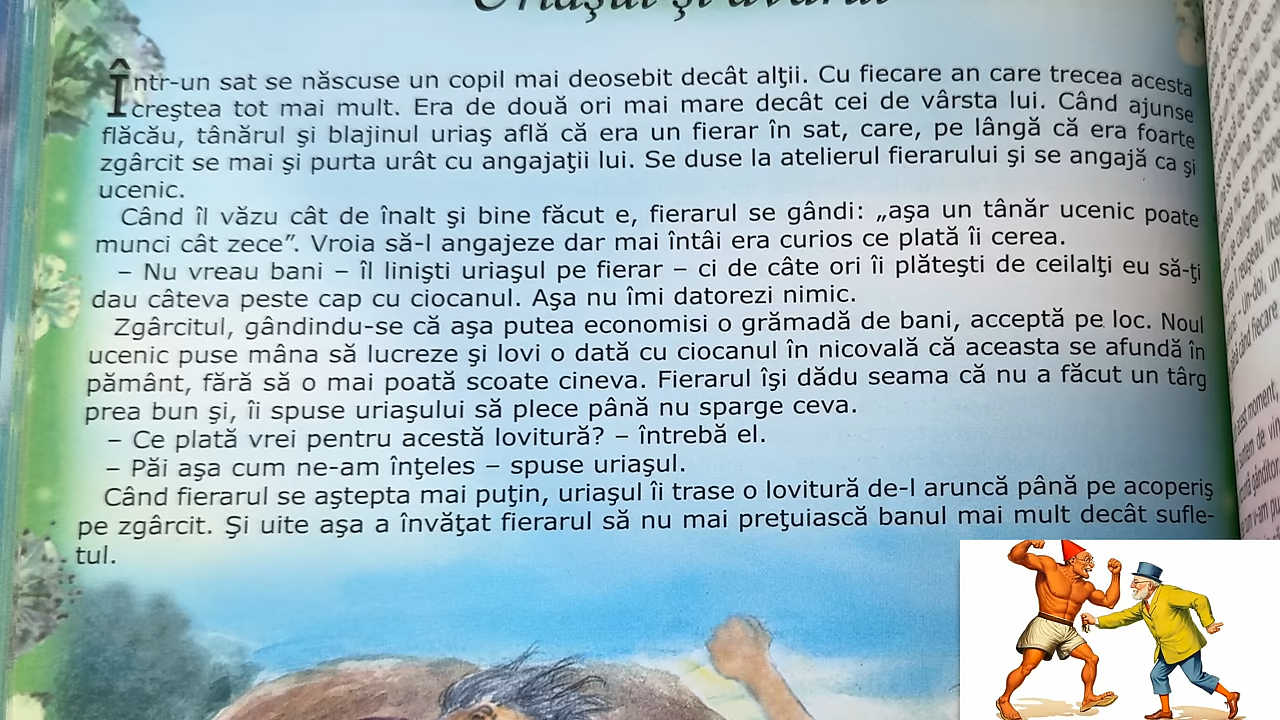 Uriaşul şi avarul
Într-un sat se născuse un copil mai deosebit decât alţii. Cu fiecare an care trecea acesta
creştea tot mai mult. Era de două ori mai mare decât cei de vârsta lui. Când ajunse
flăcău, tânărul şi blajinul uriaş află că era un fierar în sat, care, pe lângă că era foarte
zgârcit se mai şi purta urât cu angajaţii lui. Se duse la atelierul fierarului şi se angajă ca şi
ucenic.
Când îl văzu cât de înalt şi bine făcut e, fierarul se gândi: „aşa un tânăr ucenic poate
munci cât zece”. Vroia să-l angajeze dar mai întâi era curios ce plată îi cerea.
– Nu vreau bani – îl linişti uriaşul pe fierar – ci de câte ori îi plăteşti de ceilalţi eu să-ţi
dau câteva peste cap cu ciocanul. Aşa nu îmi datorezi nimic.
Zgârcitul, gândindu-se că aşa putea economisi o grămadă de bani, acceptă pe loc. Noul
ucenic puse mâna să lucreze şi lovi o dată cu ciocanul în nicovală că aceasta se afundă în
pământ, fără să o mai poată scoate cineva. Fierarul îşi dădu seama că nu a făcut un târg
prea bun şi, îi spuse uriaşului să plece până nu sparge ceva.
– Ce plată vrei pentru acestă lovitură? – întrebă el.
– Păi aşa cum ne-am înţeles – spuse uriaşul.
Când fierarul se aştepta mai puţin, uriaşul îi trase o lovitură de-l aruncă până pe acoperiş
pe zgârcit. Şi uite aşa a învăţat fierarul să nu mai preţuiască banul mai mult decât sufle-
tul.